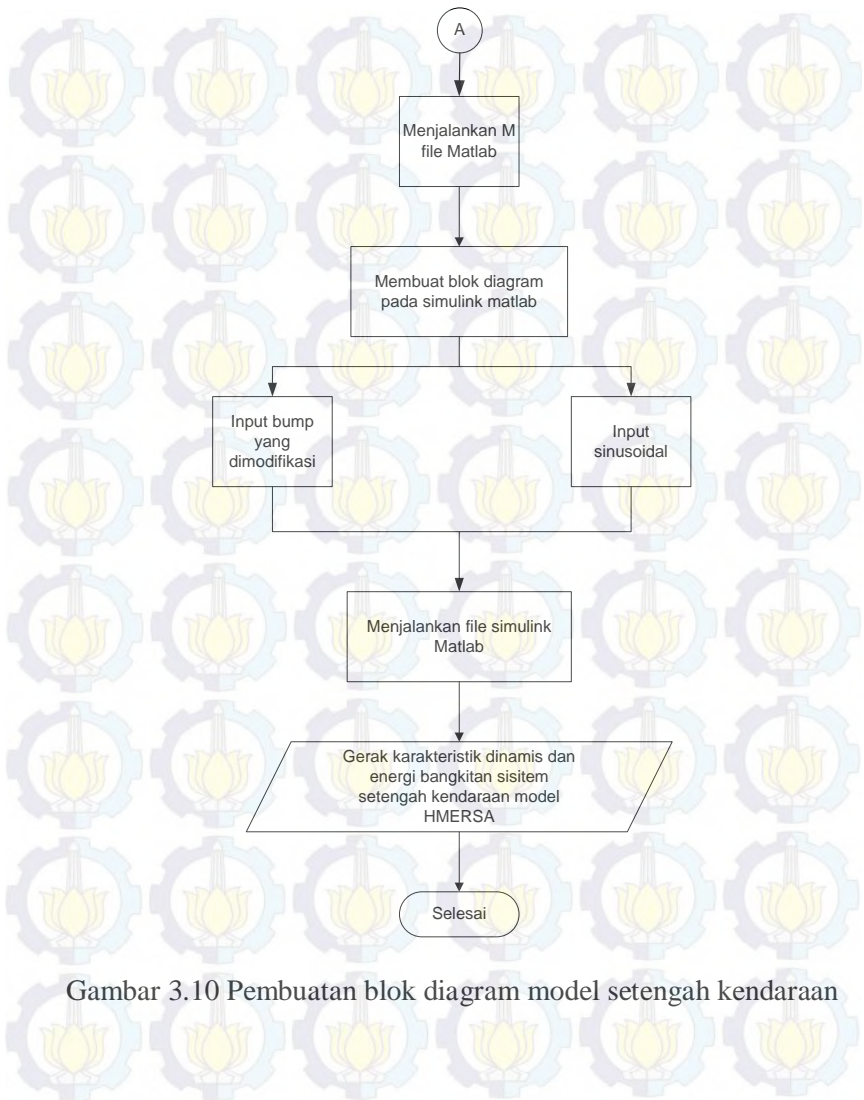 A
Menjalankan M
file Matlab
Membuat blok diagram
pada simulink matlab
Input bump
yang
dimodifikasi
Input
sinusoidal
Menjalankan file simulink
Matlab
Gerak karakteristik dinamis dan
energi bangkitan sisitem
setengah kendaraan model
HMERSA
Selesai
Gambar 3.10 Pembuatan blok diagram model setengah kendaraan